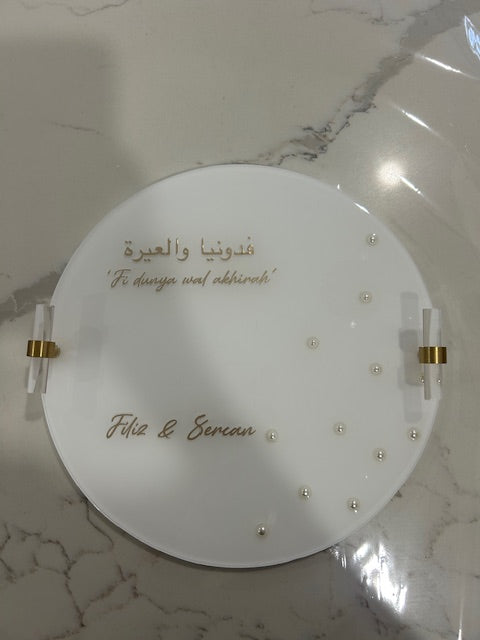 فدونيا والعيرة
'Fi dunya wal akhirah'
Filiz & Sercan